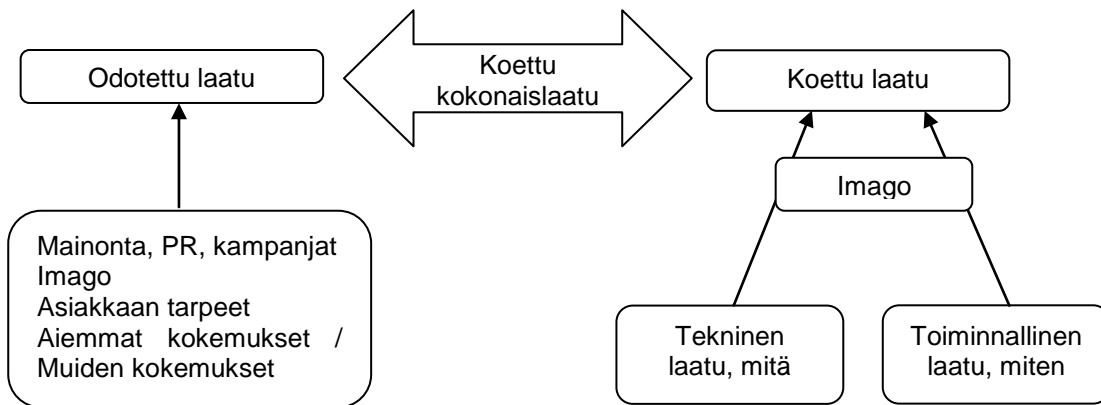 Odotettu laatu
Koettu
kokonaislaatu
Koettu laatu
Imago
Mainonta, PR, kampanjat
Imago
Asiakkaan tarpeet
Aiemmat kokemukset /
Muiden kokemukset
Tekninen
laatu, mitä
Toiminnallinen
laatu, miten